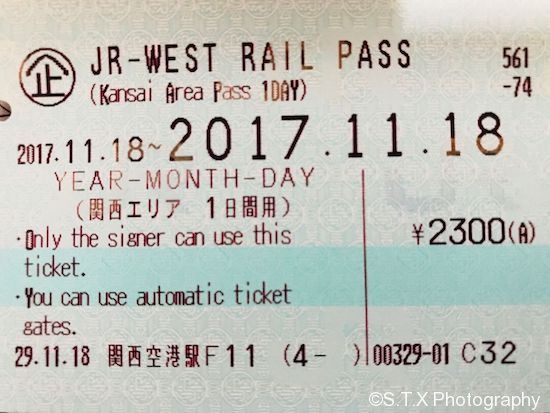 企 JR-WEST RAIL PASS 561
(Kansai Area Pass 1DAY) -74
2017.11.18~2017.11.18
YEAR-MONTH-DAY
(関西エリア 1日間用)
・Only the signer can use this ¥2300(A)
ticket.
・You can use automatic ticket
gates.
29.11.18 関西空港駅F11 (4- ) 00329-01 C32
©S.T.X Photography